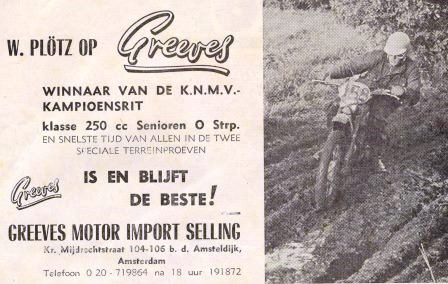 W. PLÖTZ OP Greeves
WINNAAR VAN DE K.N.M.V.-
KAMPIOENSRIT
klasse 250 cc Senioren O Strp.
EN SNELSTE TIJD VAN ALLEN IN DE TWEE
SPECIALE TERREINPROEVEN
Greeves IS EN BLIJFT
DE BESTE!
GREEVES MOTOR IMPORT SELLING
Kr. Mijdrechtstraat 104-106 b. d. Amsteldijk,
Amsterdam
Telefoon 0 20 - 719864 na 18 uur 191872